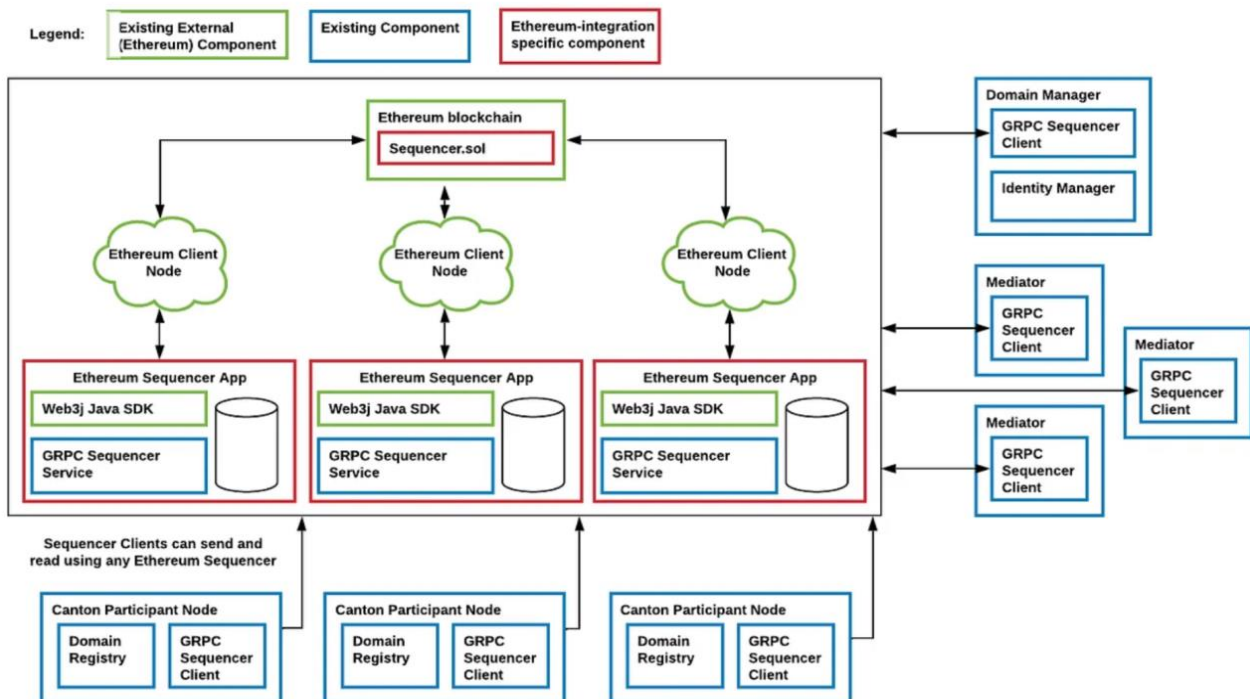 Legend:
Existing External
(Ethereum) Component
Existing Component
Ethereum-integration
specific component
Ethereum blockchain
Sequencer.sol
Ethereum Client
Node
Ethereum Client
Node
Ethereum Client
Node
Ethereum Sequencer App
Web3j Java SDK
GRPC Sequencer
Service
Ethereum Sequencer App
Web3j Java SDK
GRPC Sequencer
Service
Ethereum Sequencer App
Web3j Java SDK
GRPC Sequencer
Service
Domain Manager
GRPC Sequencer
Client
Identity Manager
Mediator
GRPC
Sequencer
Client
Mediator
GRPC
Sequencer
Client
Mediator
GRPC
Sequencer
Client
Sequencer Clients can send and
read using any Ethereum Sequencer
Canton Participant Node
Domain
Registry
GRPC
Sequencer
Client
Canton Participant Node
Domain
Registry
GRPC
Sequencer
Client
Canton Participant Node
Domain
Registry
GRPC
Sequencer
Client